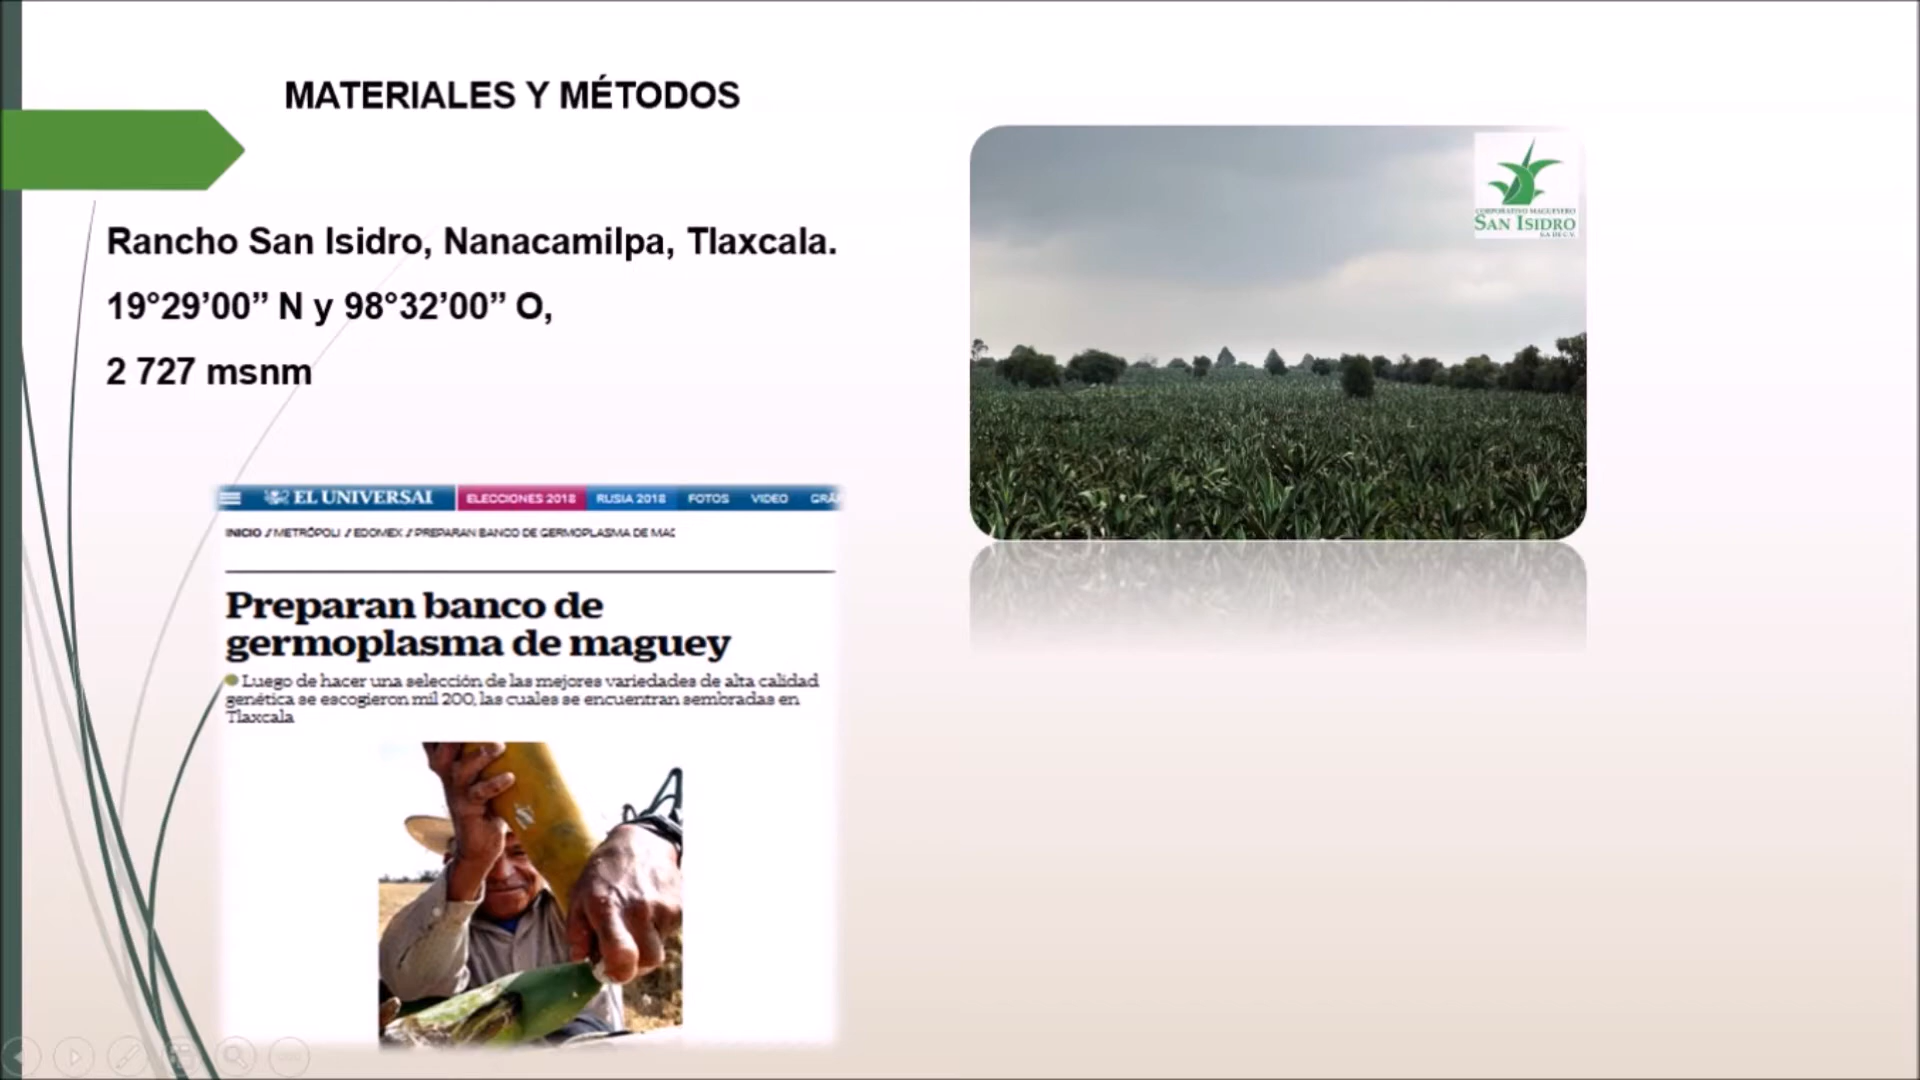 MATERIALES Y MÉTODOS
Rancho San Isidro, Nanacamilpa, Tlaxcala.
19°29’00” N y 98°32’00” O,
2 727 msnm
CORPORATIVO MAGUEYERO
SAN ISIDRO
S.A DE C.V.
EL UNIVERSAL ELECCIONES 2018 RUSIA 2018 FOTOS VIDEO GRÁF
INICIO // METRÓPOLI // EDOMEX // PREPARAN BANCO DE GERMOPLASMA DE MAG
Preparan banco de
germoplasma de maguey
Luego de hacer una selección de las mejores variedades de alta calidad
genética se escogieron mil 200, las cuales se encuentran sembradas en
Tlaxcala